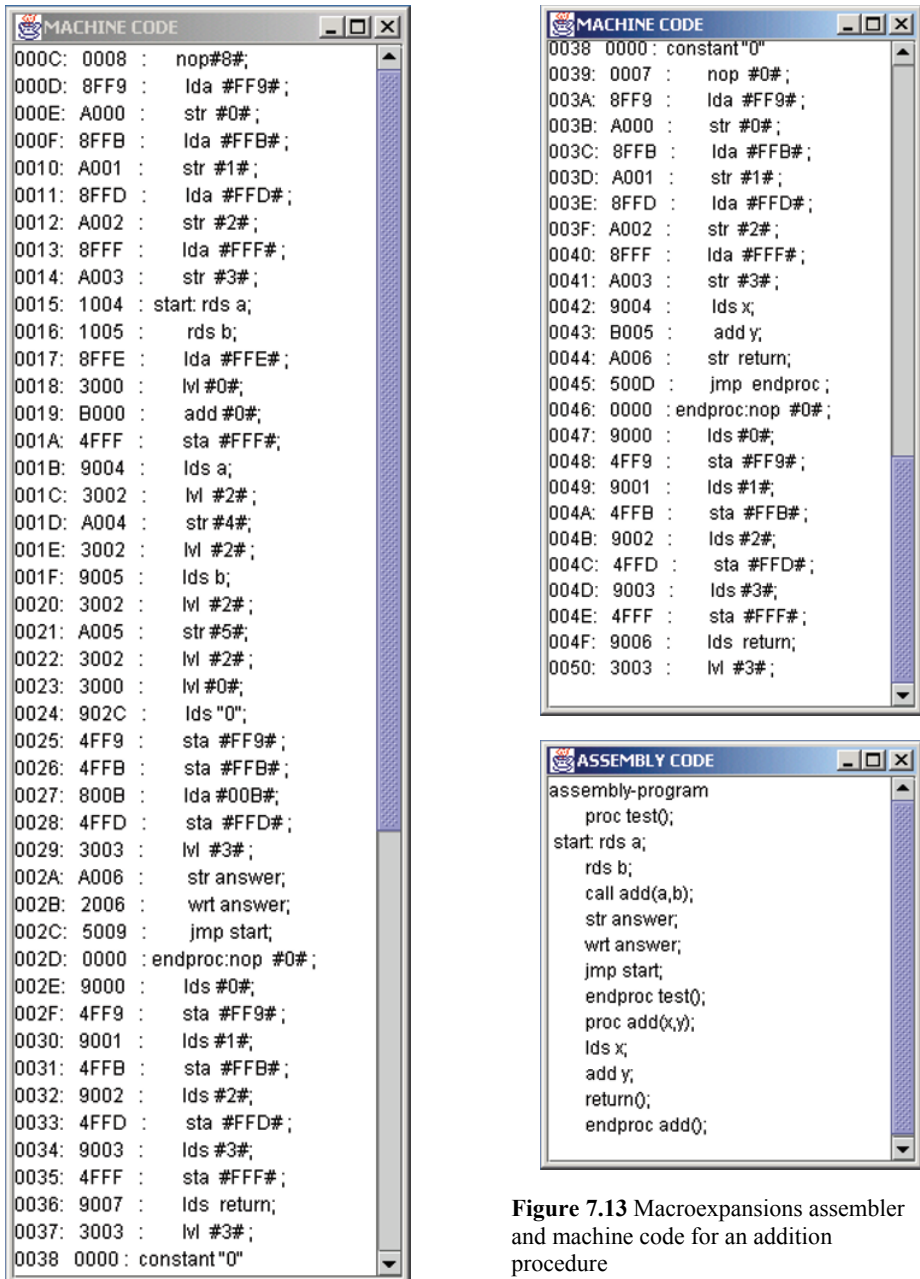 MACHINE CODE
000C: 0008 : nop#8#;
000D: 8FF9 : lda #FF9#;
000E: A000 : str #0#;
000F: 8FFB : lda #FFB#;
0010: A001 : str #1#;
0011: 8FFD : lda #FFD#;
0012: A002 : str #2#;
0013: 8FFF : lda #FFF#;
0014: A003 : str #3#;
0015: 1004 : start: rds a;
0016: 1005 : rds b;
0017: 8FFE : lda #FFE#;
0018: 3000 : lvl #0#;
0019: B000 : add #0#;
001A: 4FFF : sta #FFF#;
001B: 9004 : lds a;
001C: 3002 : lvl #2#;
001D: A004 : str #4#;
001E: 3002 : lvl #2#;
001F: 9005 : lds b;
0020: 3002 : lvl #2#;
0021: A005 : str #5#;
0022: 3002 : lvl #2#;
0023: 3000 : lvl #0#;
0024: 902C : lds "0";
0025: 4FF9 : sta #FF9#;
0026: 4FFB : sta #FFB#;
0027: 800B : lda #00B#;
0028: 4FFD : sta #FFD#;
0029: 3003 : lvl #3#;
002A: A006 : str answer;
002B: 2006 : wrt answer;
002C: 5009 : jmp start;
002D: 0000 : endproc:nop #0#;
002E: 9000 : lds #0#;
002F: 4FF9 : sta #FF9#;
0030: 9001 : lds #1#;
0031: 4FFB : sta #FFB#;
0032: 9002 : lds #2#;
0033: 4FFD : sta #FFD#;
0034: 9003 : lds #3#;
0035: 4FFF : sta #FFF#;
0036: 9007 : lds return;
0037: 3003 : lvl #3#;
0038 0000 : constant "0"
MACHINE CODE
0038 0000 : constant "0"
0039: 0007 : nop #0#;
003A: 8FF9 : lda #FF9#;
003B: A000 : str #0#;
003C: 8FFB : lda #FFB#;
003D: A001 : str #1#;
003E: 8FFD : lda #FFD#;
003F: A002 : str #2#;
0040: 8FFF : lda #FFF#;
0041: A003 : str #3#;
0042: 9004 : lds x;
0043: B005 : add y;
0044: A006 : str return;
0045: 500D : jmp endproc;
0046: 0000 : endproc:nop #0#;
0047: 9000 : lds #0#;
0048: 4FF9 : sta #FF9#;
0049: 9001 : lds #1#;
004A: 4FFB : sta #FFB#;
004B: 9002 : lds #2#;
004C: 4FFD : sta #FFD#;
004D: 9003 : lds #3#;
004E: 4FFF : sta #FFF#;
004F: 9006 : lds return;
0050: 3003 : lvl #3#;
ASSEMBLY CODE
assembly-program
proc test();
start: rds a;
rds b;
call add(a,b);
str answer;
wrt answer;
jmp start;
endproc test();
proc add(x,y);
lds x;
add y;
return();
endproc add();
Figure 7.13 Macroexpansions assembler
and machine code for an addition
procedure